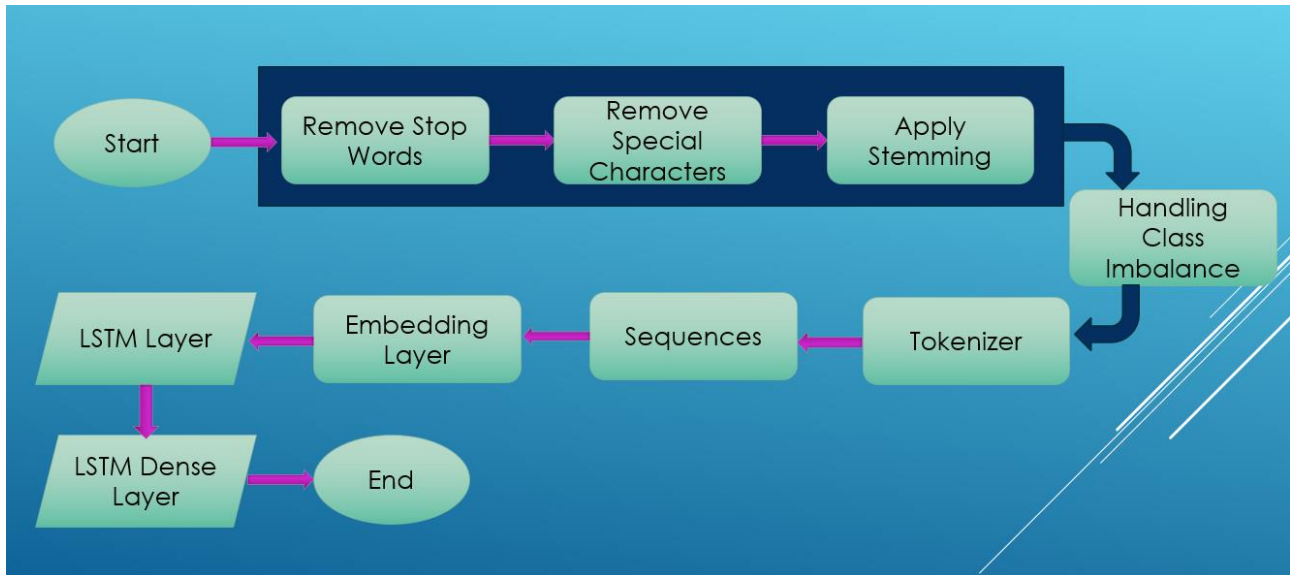 Start
Remove Stop
Words
Remove
Special
Characters
Apply
Stemming
Handling
Class
Imbalance
Tokenizer
Sequences
Embedding
Layer
LSTM Layer
LSTM Dense
Layer
End